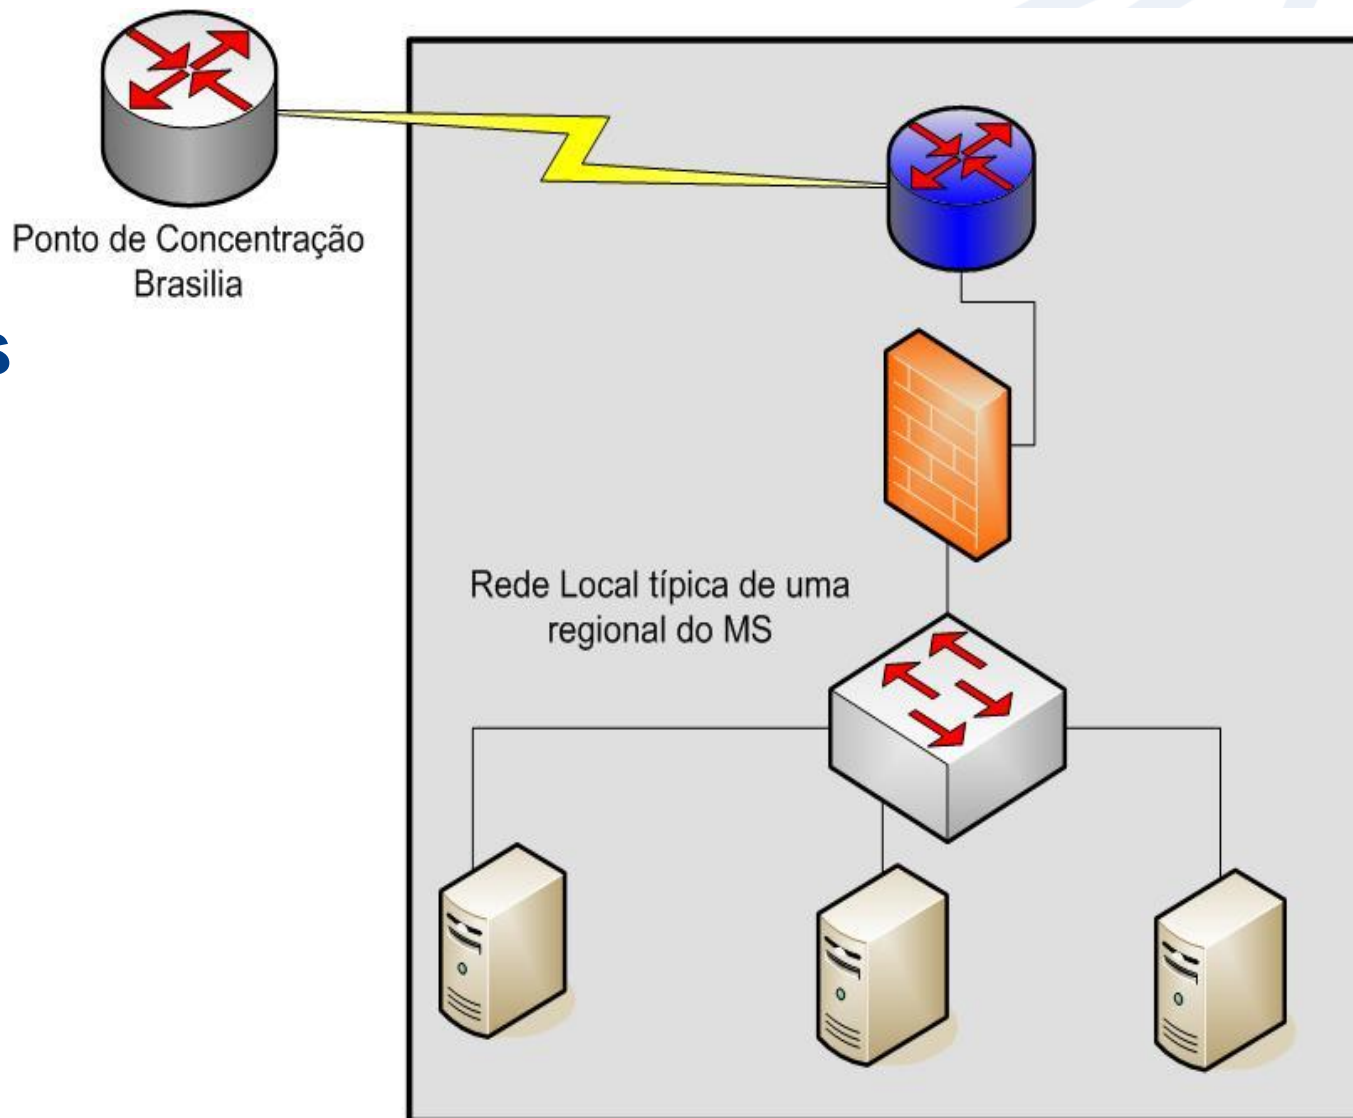 Ponto de Concentração
Brasilia
s
Rede Local típica de uma
regional do MS